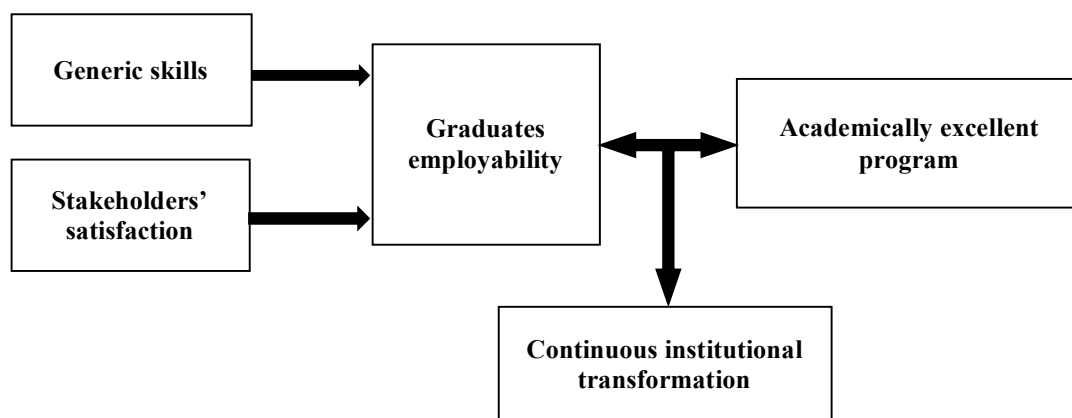 Generic skills
Stakeholders’
satisfaction
Graduates
employability
Academically excellent
program
Continuous institutional
transformation